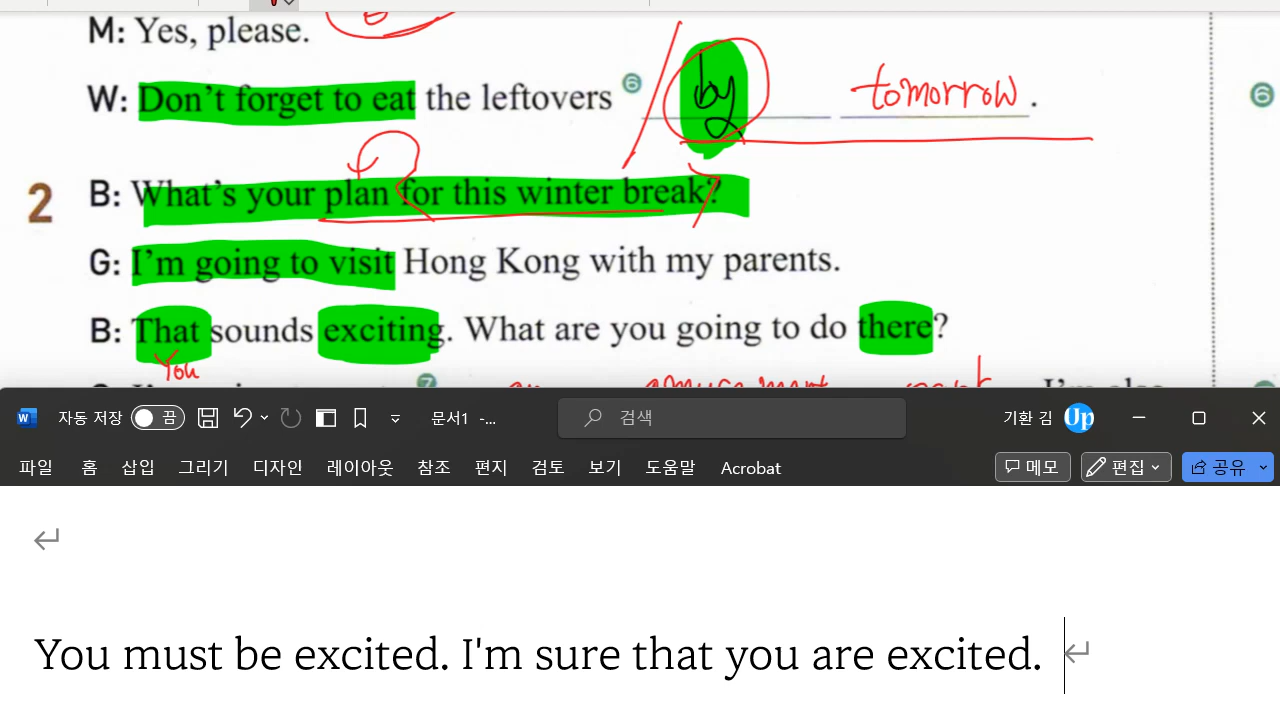 M: Yes, please.
W: Don't forget to eat the leftovers ⑥ by tomorrow.
⑥
2 B: What's your plan for this winter break?
G: I'm going to visit Hong Kong with my parents.
B: That sounds exciting. What are you going to do there?
You
자동 저장 끔 문서1 -... 검색 기환 김 Up
파일 홈 삽입 그리기 디자인 레이아웃 참조 편지 검토 보기 도움말 Acrobat 메모 편집 공유
You must be excited. I'm sure that you are excited.